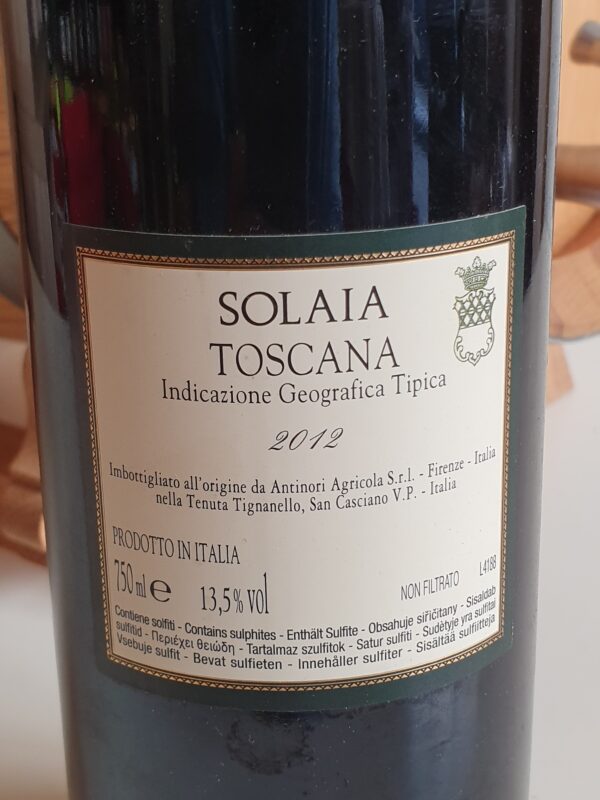 SOLAIA
TOSCANA
Indicazione Geografica Tipica
2012
Imbottigliato all'origine da Antinori Agricola S.r.l. - Firenze - Italia
nella Tenuta Tignanello, San Casciano V.P. - Italia
PRODOTTO IN ITALIA
750 ml e 13,5% vol NON FILTRATO L4188
Contiene solfiti - Contains sulphites - Enthält Sulfite - Obsahuje siřičitany - Sisaldab
sulfitid - Περιέχει θειώδη - Tartalmaz szulfitok - Satur sulfiti - Sudėtyje yra sulfitai
Vsebuje sulfit - Bevat sulfieten - Innehåller sulfiter - Sisältää sulfiitteja